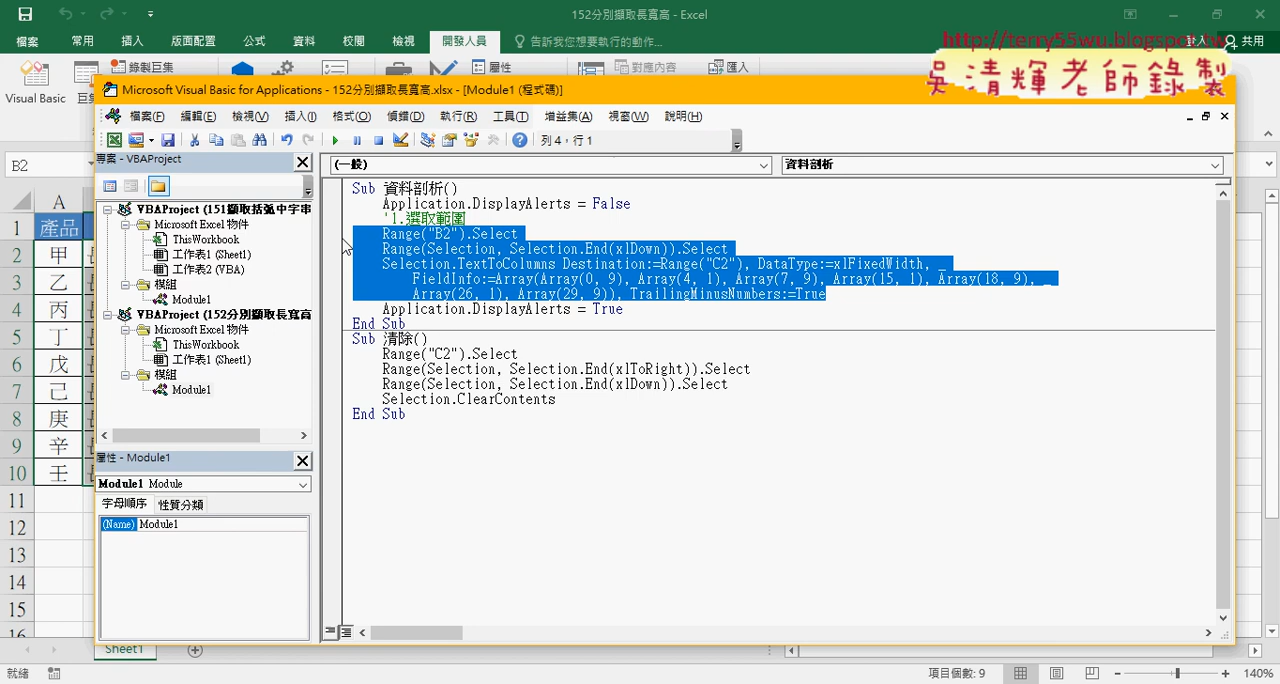 152分別擷取長寬高 - Excel
檔案 常用 插入 版面配置 公式 資料 校閱 檢視 開發人員 告訴我您想要執行的動作... 登入 共用
http://terry55wu.blogspot.tw
吳清輝老師錄製
錄製巨集 屬性 對應內容 匯入
Visual Basic
Microsoft Visual Basic for Applications - 152分別擷取長寬高.xlsx - [Module1 (程式碼)]
檔案(F) 編輯(E) 檢視(V) 插入(I) 格式(O) 偵錯(D) 執行(R) 工具(T) 增益集(A) 視窗(W) 說明(H)
列 4，行 1
B2
專案 - VBAProject
VBAProject (151擷取括弧中字串
Microsoft Excel 物件
ThisWorkbook
工作表1 (Sheet1)
工作表2 (VBA)
模組
Module1
VBAProject (152分別擷取長寬高
Microsoft Excel 物件
ThisWorkbook
工作表1 (Sheet1)
模組
Module1
屬性 - Module1
Module1 Module
字母順序 性質分類
(Name) Module1
(一般) 資料剖析
Sub 資料剖析()
Application.DisplayAlerts = False
'1.選取範圍
Range("B2").Select
Range(Selection, Selection.End(xlDown)).Select
Selection.TextToColumns Destination:=Range("C2"), DataType:=xlFixedWidth, _
FieldInfo:=Array(Array(0, 9), Array(4, 1), Array(7, 9), Array(15, 1), Array(18, 9), _
Array(26, 1), Array(29, 9)), TrailingMinusNumbers:=True
Application.DisplayAlerts = True
End Sub
Sub 清除()
Range("C2").Select
Range(Selection, Selection.End(xlToRight)).Select
Range(Selection, Selection.End(xlDown)).Select
Selection.ClearContents
End Sub
A
1 產品
2 甲
3 乙
4 丙
5 丁
6 戊
7 己
8 庚
9 辛
10 壬
11
12
13
14
15
16
Sheet1
就緒 項目個數: 9 140%